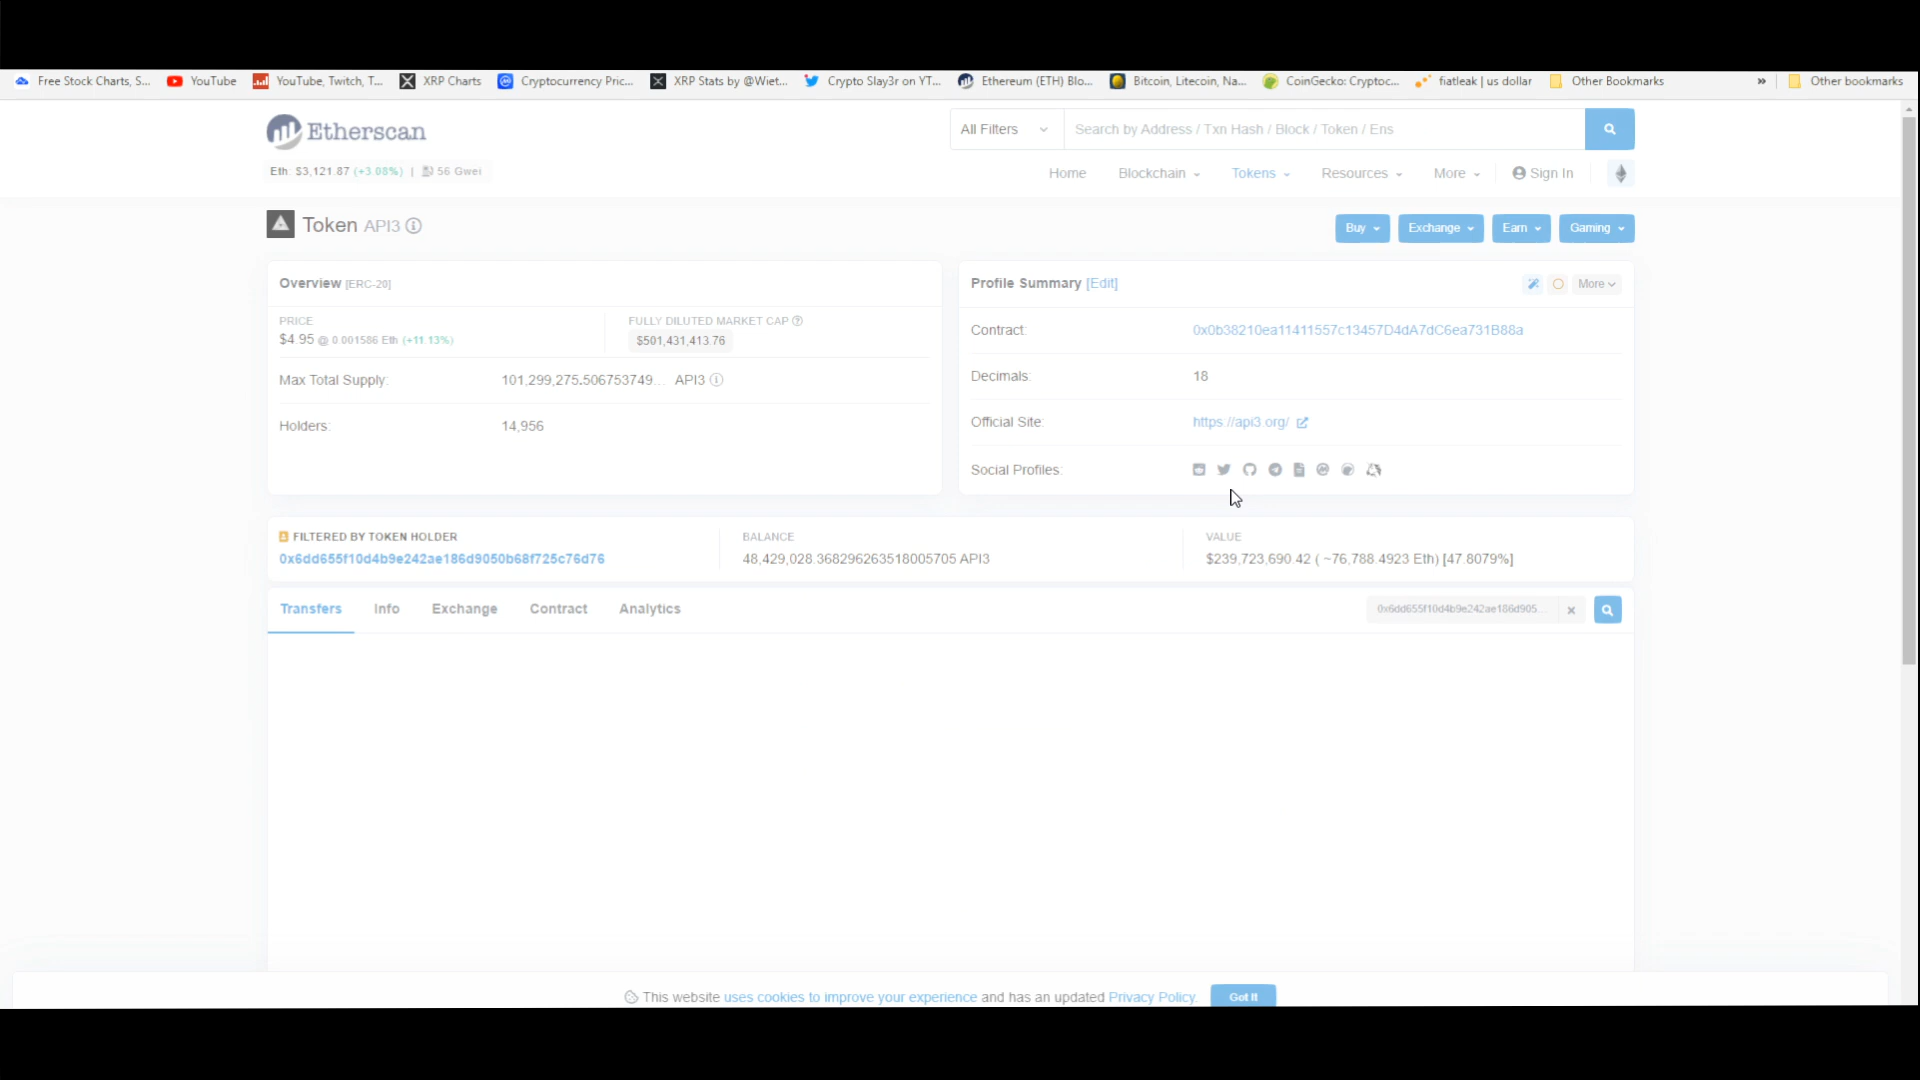 Free Stock Charts, S... YouTube YouTube, Twitch, T... XRP Charts Cryptocurrency Pric... XRP Stats by @Wiet... Crypto Slay3r on YT... Ethereum (ETH) Blo... Bitcoin, Litecoin, Na... CoinGecko: Cryptoc... fiatleak | us dollar Other Bookmarks » Other bookmarks
Etherscan
All Filters Search by Address / Txn Hash / Block / Token / Ens
Eth: $3,121.87 (+3.08%) | 56 Gwei
Home Blockchain Tokens Resources More Sign In
Token API3
Buy Exchange Earn Gaming
Overview [ERC-20]
PRICE
$4.95 @ 0.001586 Eth (+11.13%)
FULLY DILUTED MARKET CAP
$501,431,413.76
Max Total Supply: 101,299,275.506753749... API3
Holders: 14,956
Profile Summary [Edit]
More
Contract: 0x0b38210ea11411557c13457D4dA7dC6ea731B88a
Decimals: 18
Official Site: https://api3.org/
Social Profiles:
FILTERED BY TOKEN HOLDER
0x6dd655f10d4b9e242ae186d9050b68f725c76d76
BALANCE
48,429,028.368296263518005705 API3
VALUE
$239,723,690.42 ( ~76,788.4923 Eth) [47.8079%]
Transfers Info Exchange Contract Analytics
0x6dd655f10d4b9e242ae186d905...
This website uses cookies to improve your experience and has an updated Privacy Policy. Got It